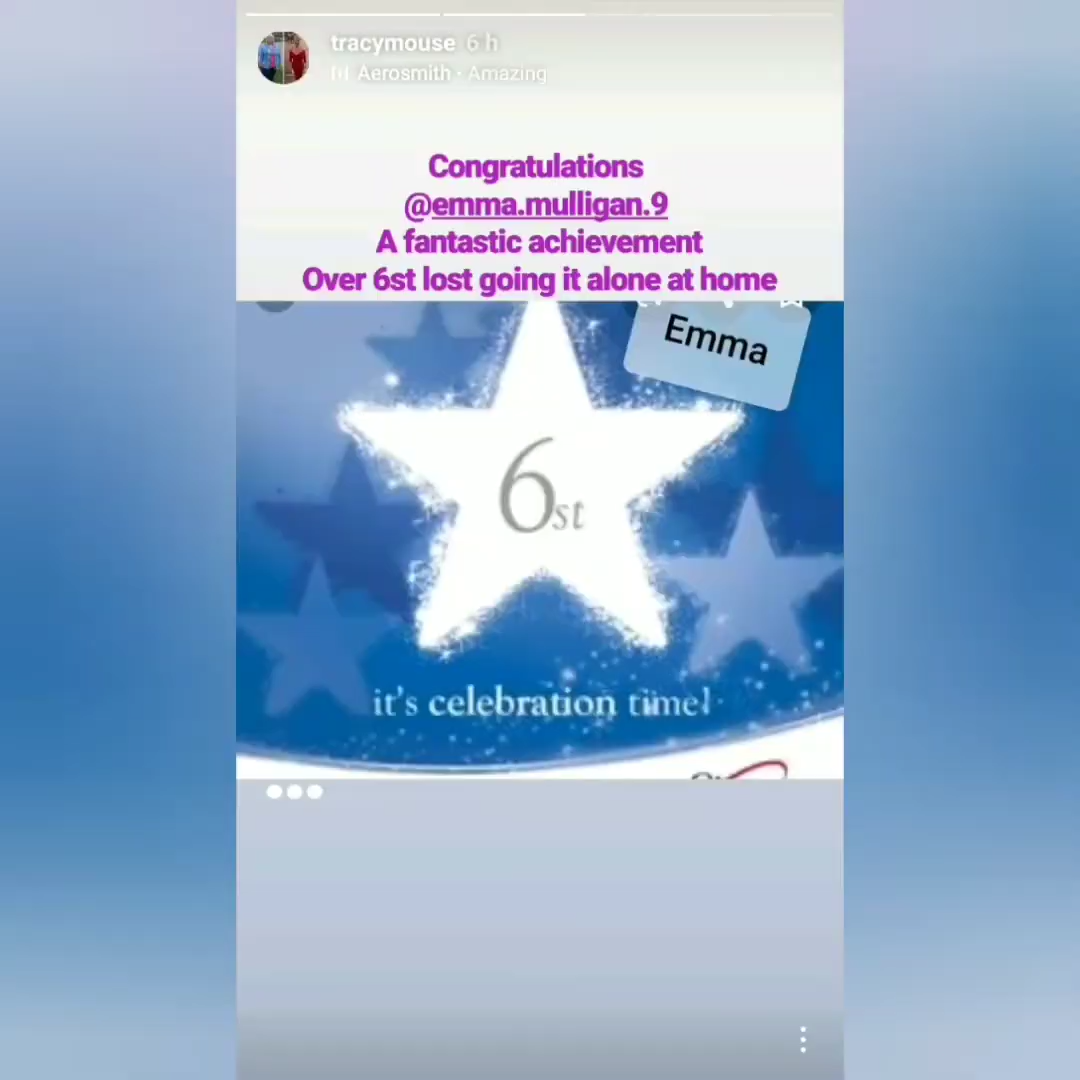 tracymouse 6 h
Aerosmith · Amazing
Congratulations
@emma.mulligan.9
A fantastic achievement
Over 6st lost going it alone at home
Emma
6st
it's celebration time!